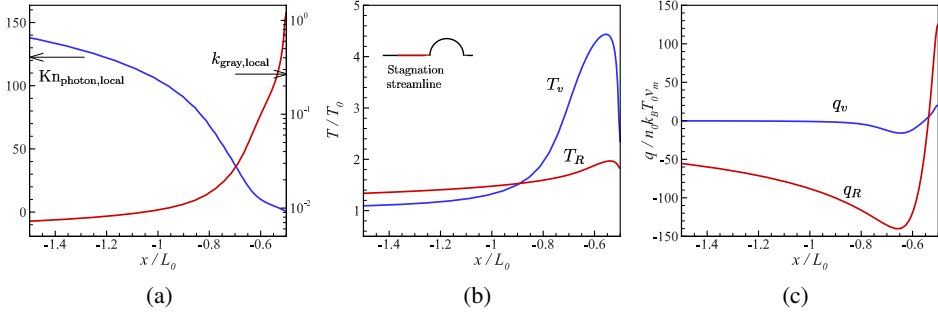 150
100
50
0
10^0
10^-1
10^-2
Kn_photon,local
k_gray,local
-1.4 -1.2 -1 -0.8 -0.6
x / L_0
(a)
5
4
3
2
1
T / T_0
Stagnation
streamline
T_v
T_R
-1.4 -1.2 -1 -0.8 -0.6
x / L_0
(b)
150
100
50
0
-50
-100
-150
q / n_0 k_B T_0 v_m
q_v
q_R
-1.4 -1.2 -1 -0.8 -0.6
x / L_0
(c)